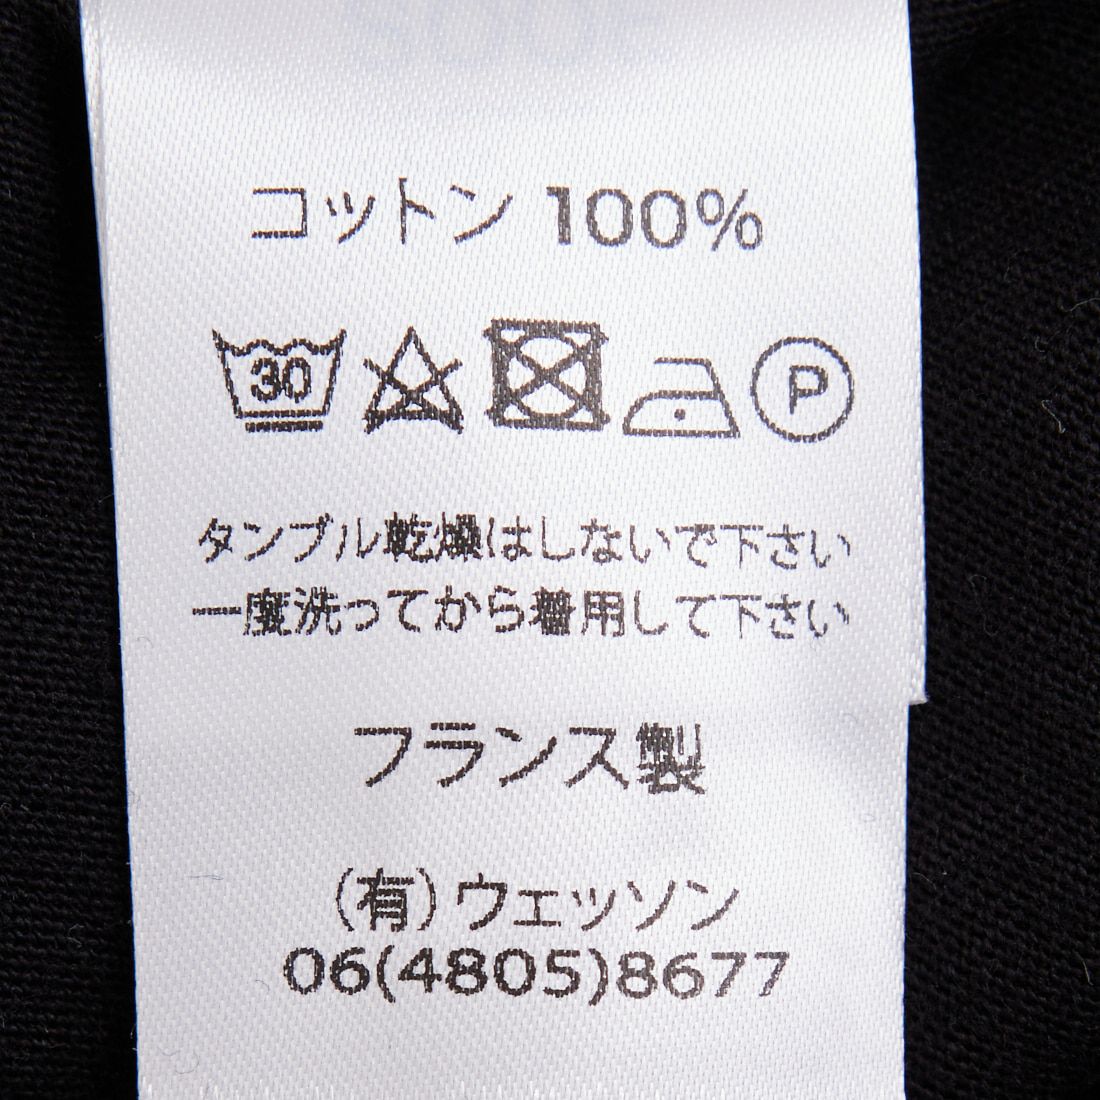 コットン 100%
30 P
タンブル乾燥はしないで下さい
一度洗ってから着用して下さい
フランス製
(有)ウェッソン
06(4805)8677